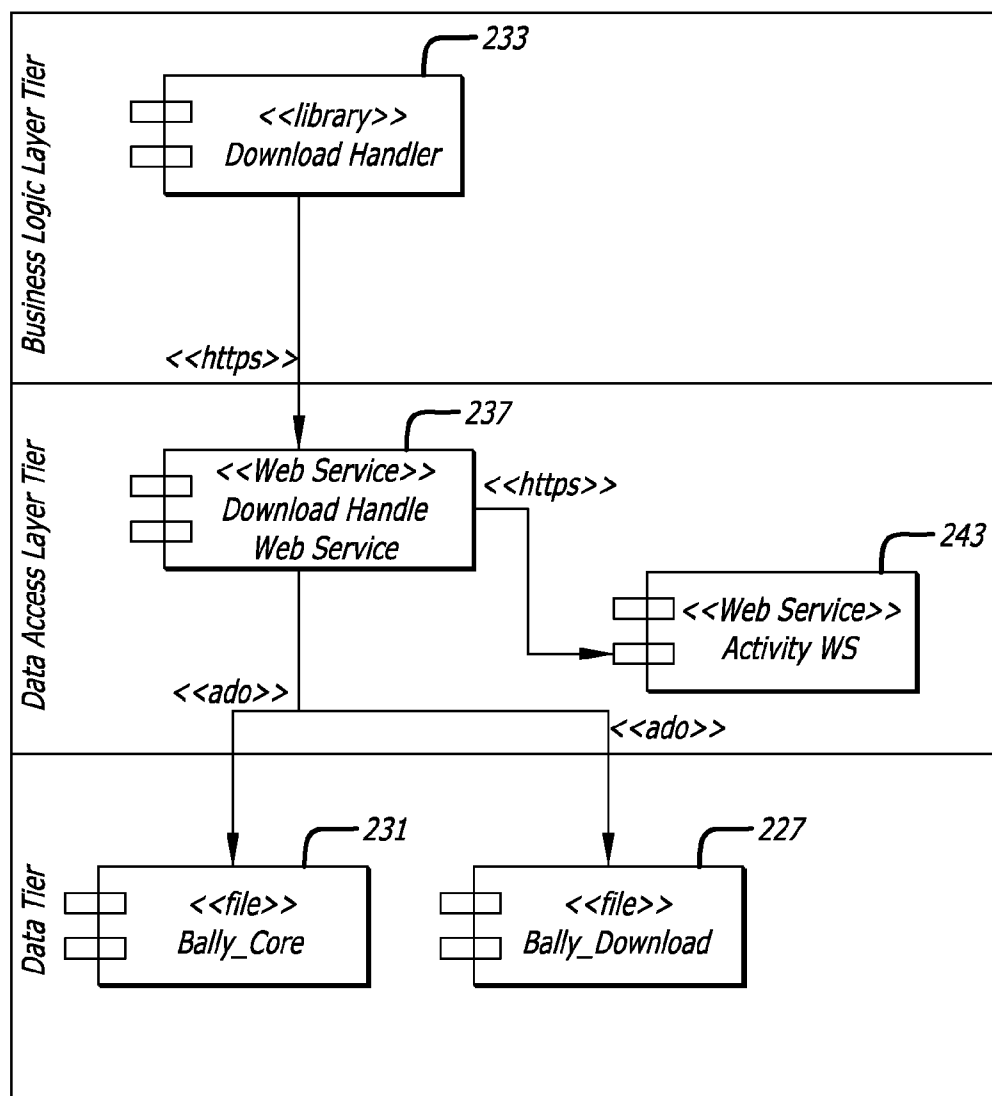 Business Logic Layer Tier
233
<<library>>
Download Handler
<<https>>
Data Access Layer Tier
237
<<Web Service>>
Download Handle
Web Service
<<https>>
243
<<Web Service>>
Activity WS
<<ado>>
<<ado>>
Data Tier
231
<<file>>
Bally_Core
227
<<file>>
Bally_Download